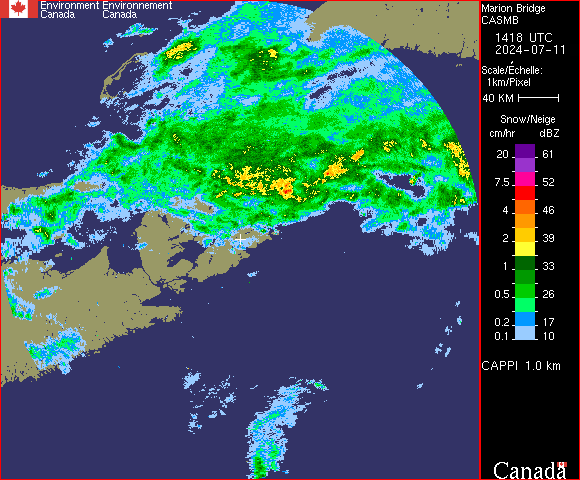 Environment Environnement
Canada Canada
Marion Bridge
CASMB
1418 UTC
2024-07-11
Scale/Échelle:
1km/Pixel
40 KM
Snow/Neige
cm/hr dBZ
20 61
7.5 52
4 46
2 39
1 33
0.5 26
0.2 17
0.1 10
CAPPI 1.0 km
Canada